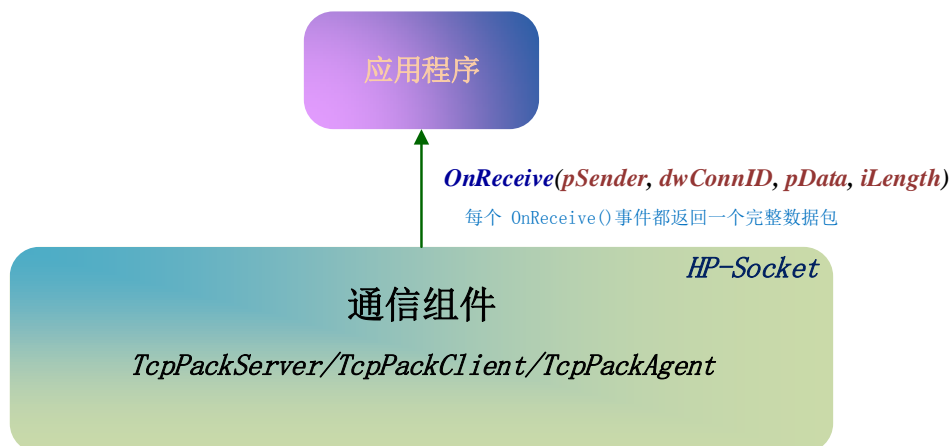 应用程序
OnReceive(pSender, dwConnID, pData, iLength)
每个 OnReceive()事件都返回一个完整数据包
HP-Socket
通信组件
TcpPackServer/TcpPackClient/TcpPackAgent